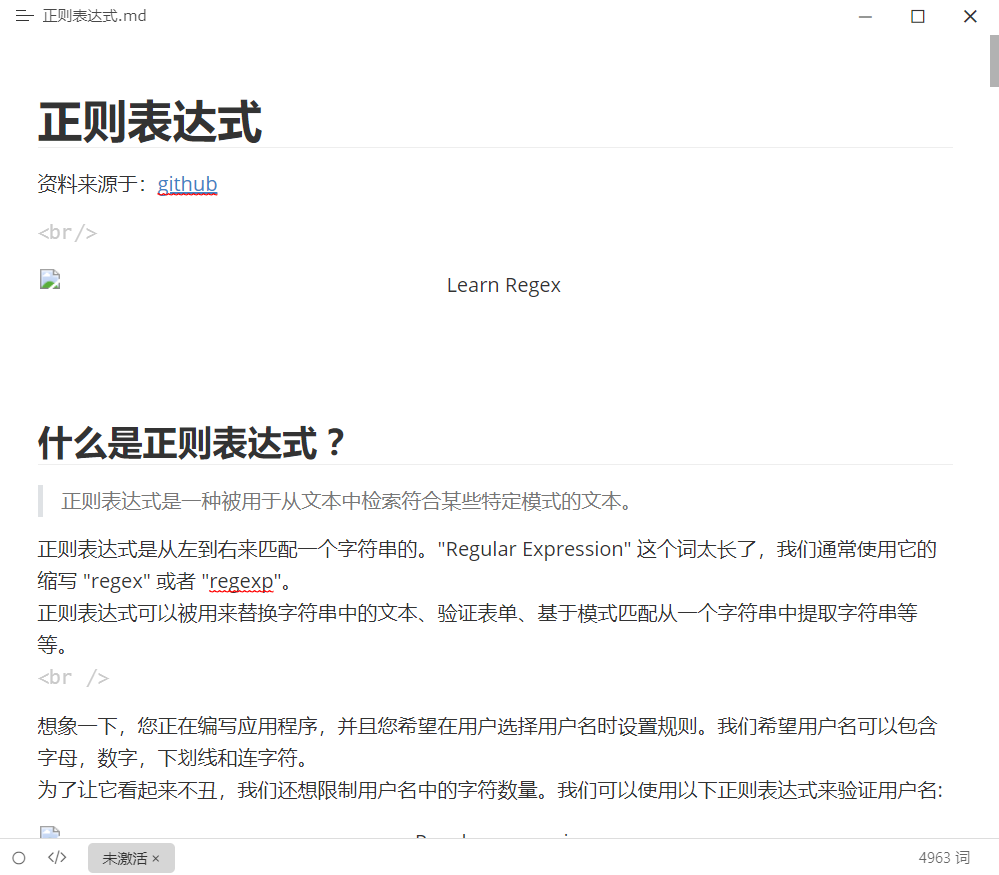 正则表达式.md
正则表达式
资料来源于：github
<br/>
Learn Regex
什么是正则表达式？
正则表达式是一种被用于从文本中检索符合某些特定模式的文本。
正则表达式是从左到右来匹配一个字符串的。"Regular Expression" 这个词太长了，我们通常使用它的
缩写 "regex" 或者 "regexp"。
正则表达式可以被用来替换字符串中的文本、验证表单、基于模式匹配从一个字符串中提取字符串等
等。
<br />
想象一下，您正在编写应用程序，并且您希望在用户选择用户名时设置规则。我们希望用户名可以包含
字母，数字，下划线和连字符。
为了让它看起来不丑，我们还想限制用户名中的字符数量。我们可以使用以下正则表达式来验证用户名:
</> 未激活 × 4963 词